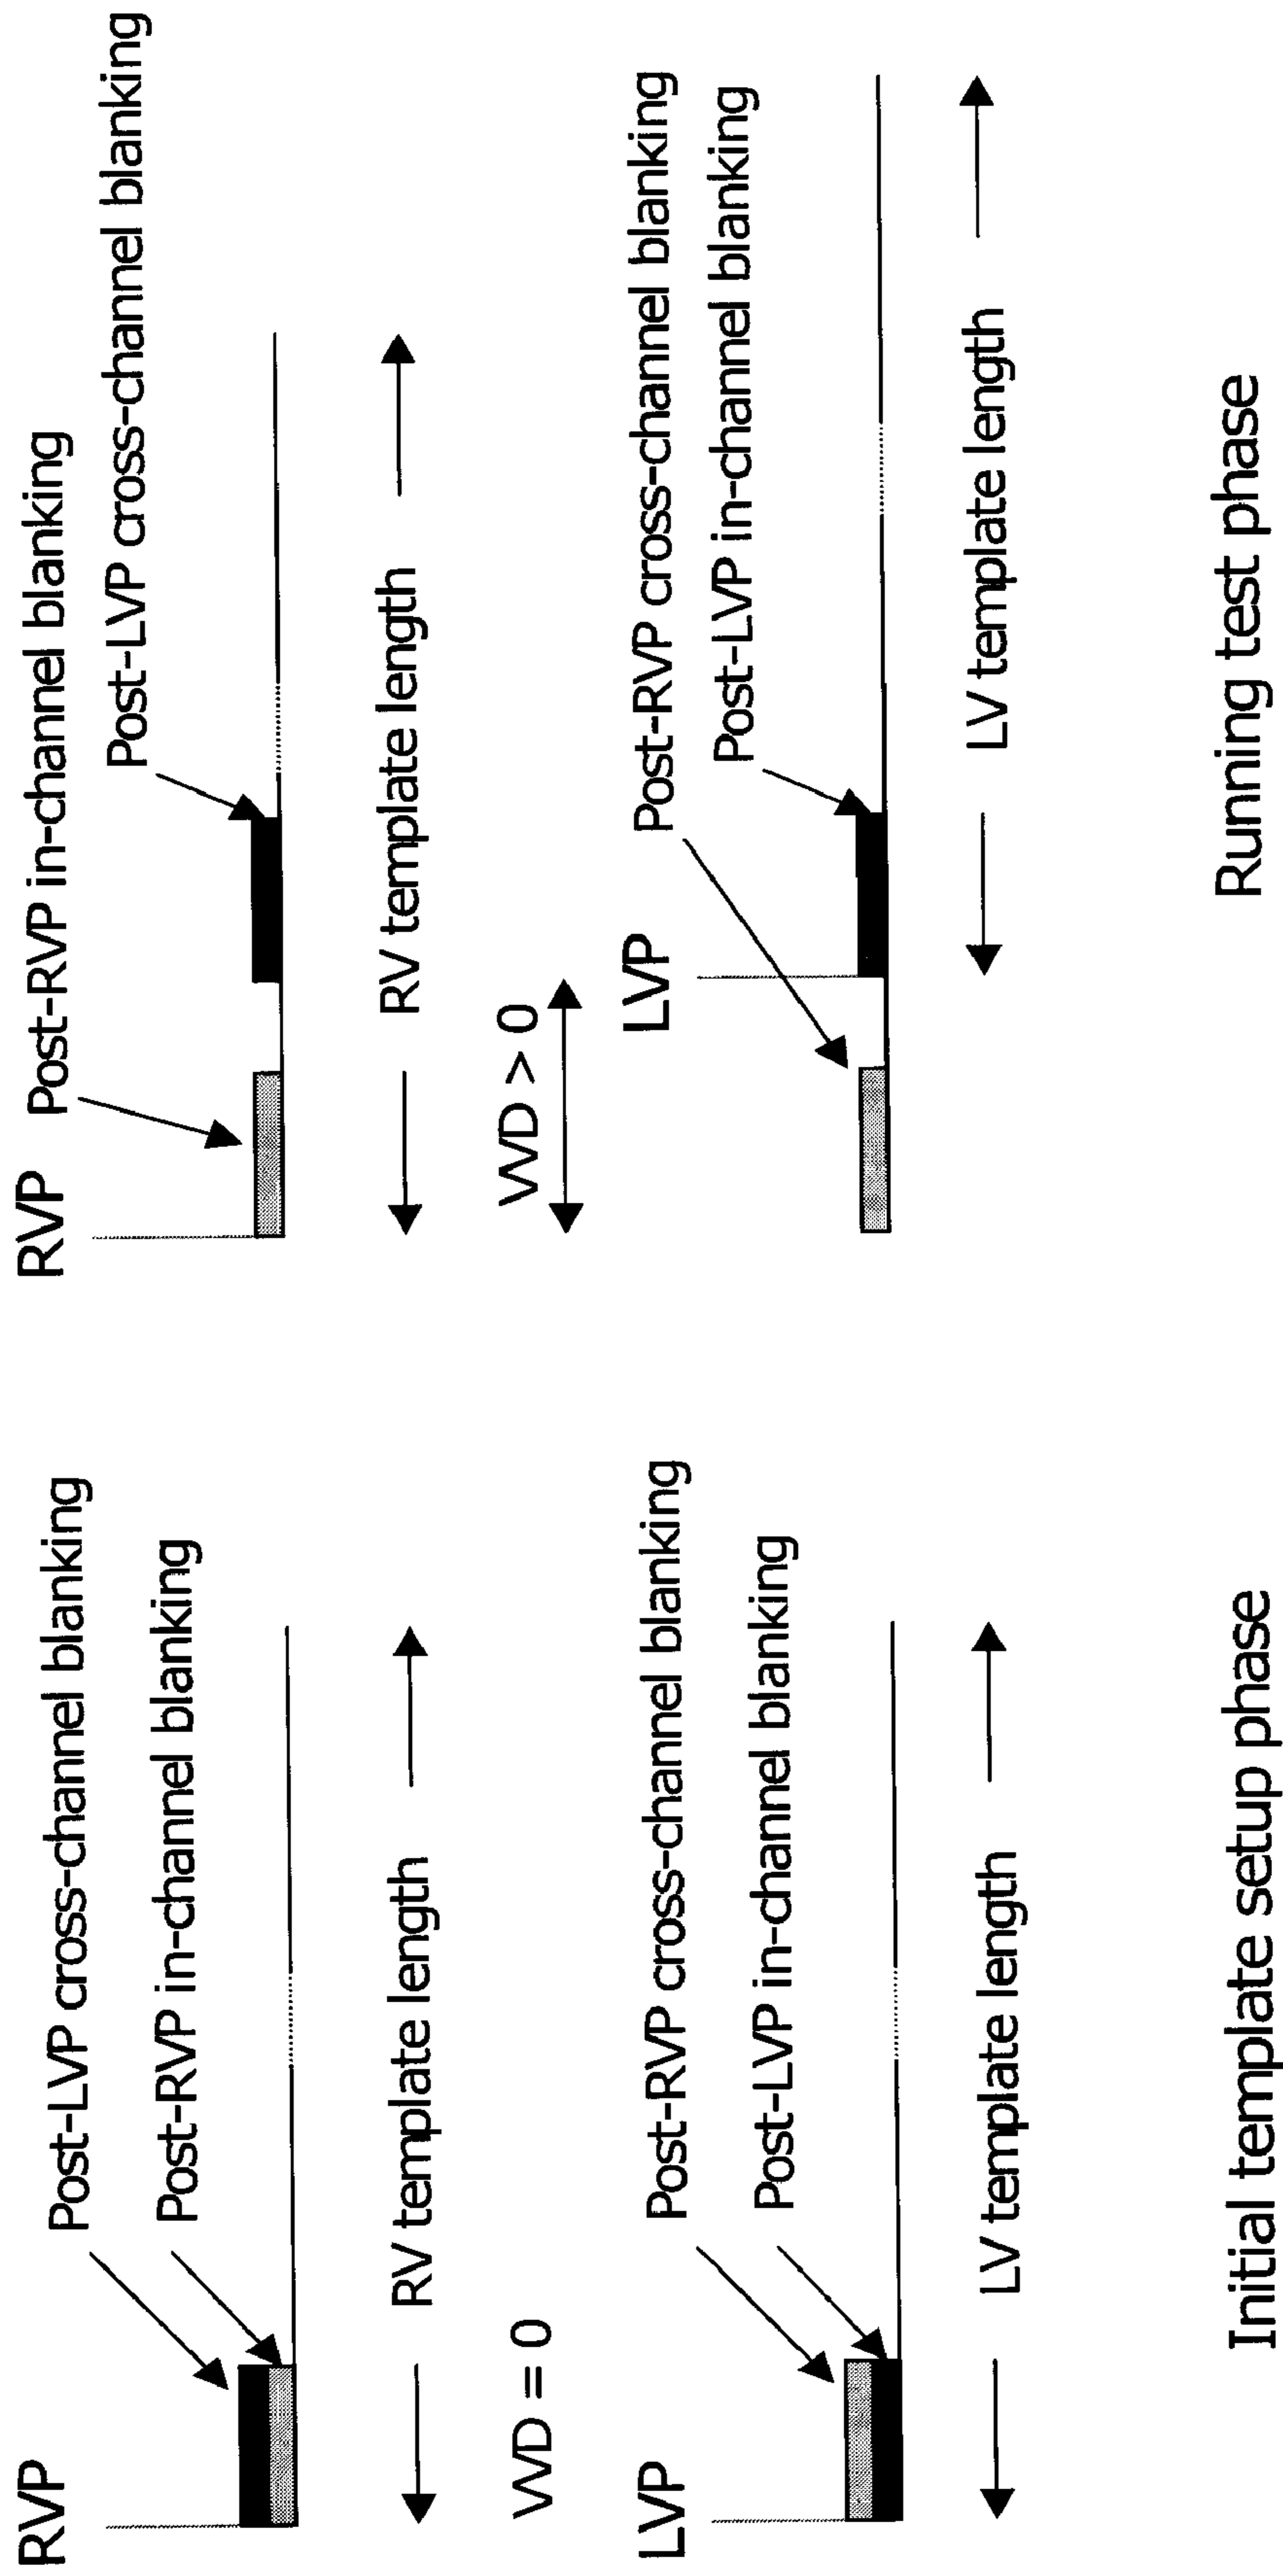 RVP
Post-LVP cross-channel blanking
Post-RVP in-channel blanking
RV template length
VVD = 0
LVP
Post-RVP cross-channel blanking
Post-LVP in-channel blanking
LV template length
Initial template setup phase
RVP
Post-RVP in-channel blanking
Post-LVP cross-channel blanking
RV template length
VVD > 0
LVP
Post-RVP cross-channel blanking
Post-LVP in-channel blanking
LV template length
Running test phase